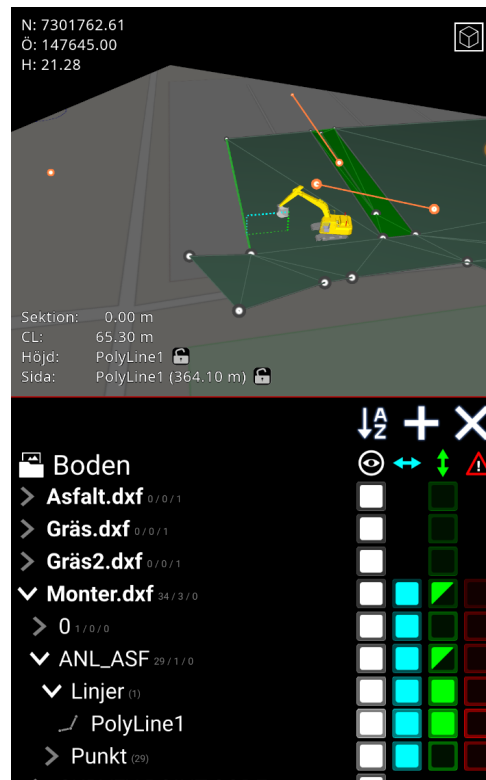 N: 7301762.61
Ö: 147645.00
H: 21.28
Sektion: 0.00 m
CL: 65.30 m
Höjd: PolyLine1
Sida: PolyLine1 (364.10 m)
A
Z
Boden
Asfalt.dxf 0/0/1
Gräs.dxf 0/0/1
Gräs2.dxf 0/0/1
Monter.dxf 34/3/0
0 1/0/0
ANL_ASF 29/1/0
Linjer (1)
PolyLine1
Punkt (29)